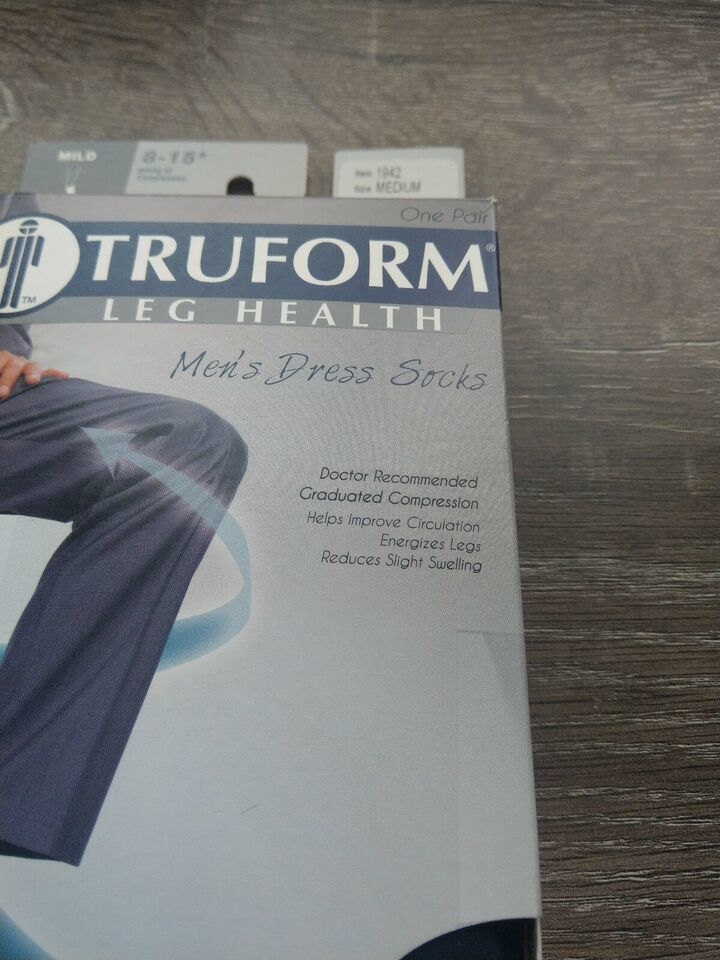 MILD
8-15*
Item 1942
Size MEDIUM
One Pair
TRUFORM®
TM
LEG HEALTH
Men's Dress Socks
Doctor Recommended
Graduated Compression
Helps Improve Circulation
Energizes Legs
Reduces Slight Swelling